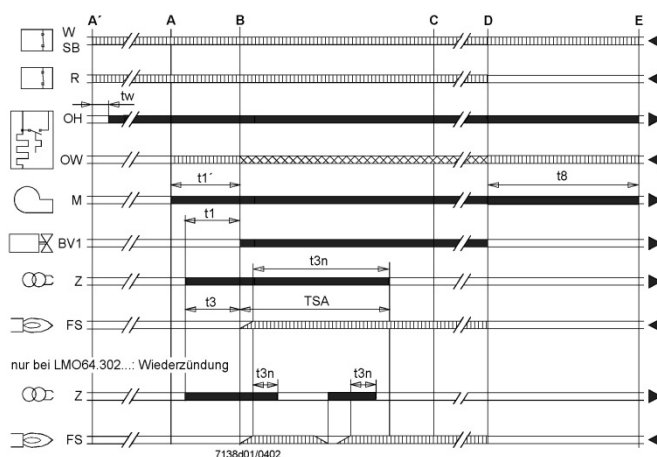 A´ A B C D E
W
SB
R
tw
OH
OW
t1´ t8
M
t1
BV1
t3n
Z
t3 TSA
FS
nur bei LMO64.302...: Wiederzündung
t3n t3n
Z
FS
7138d01/0402